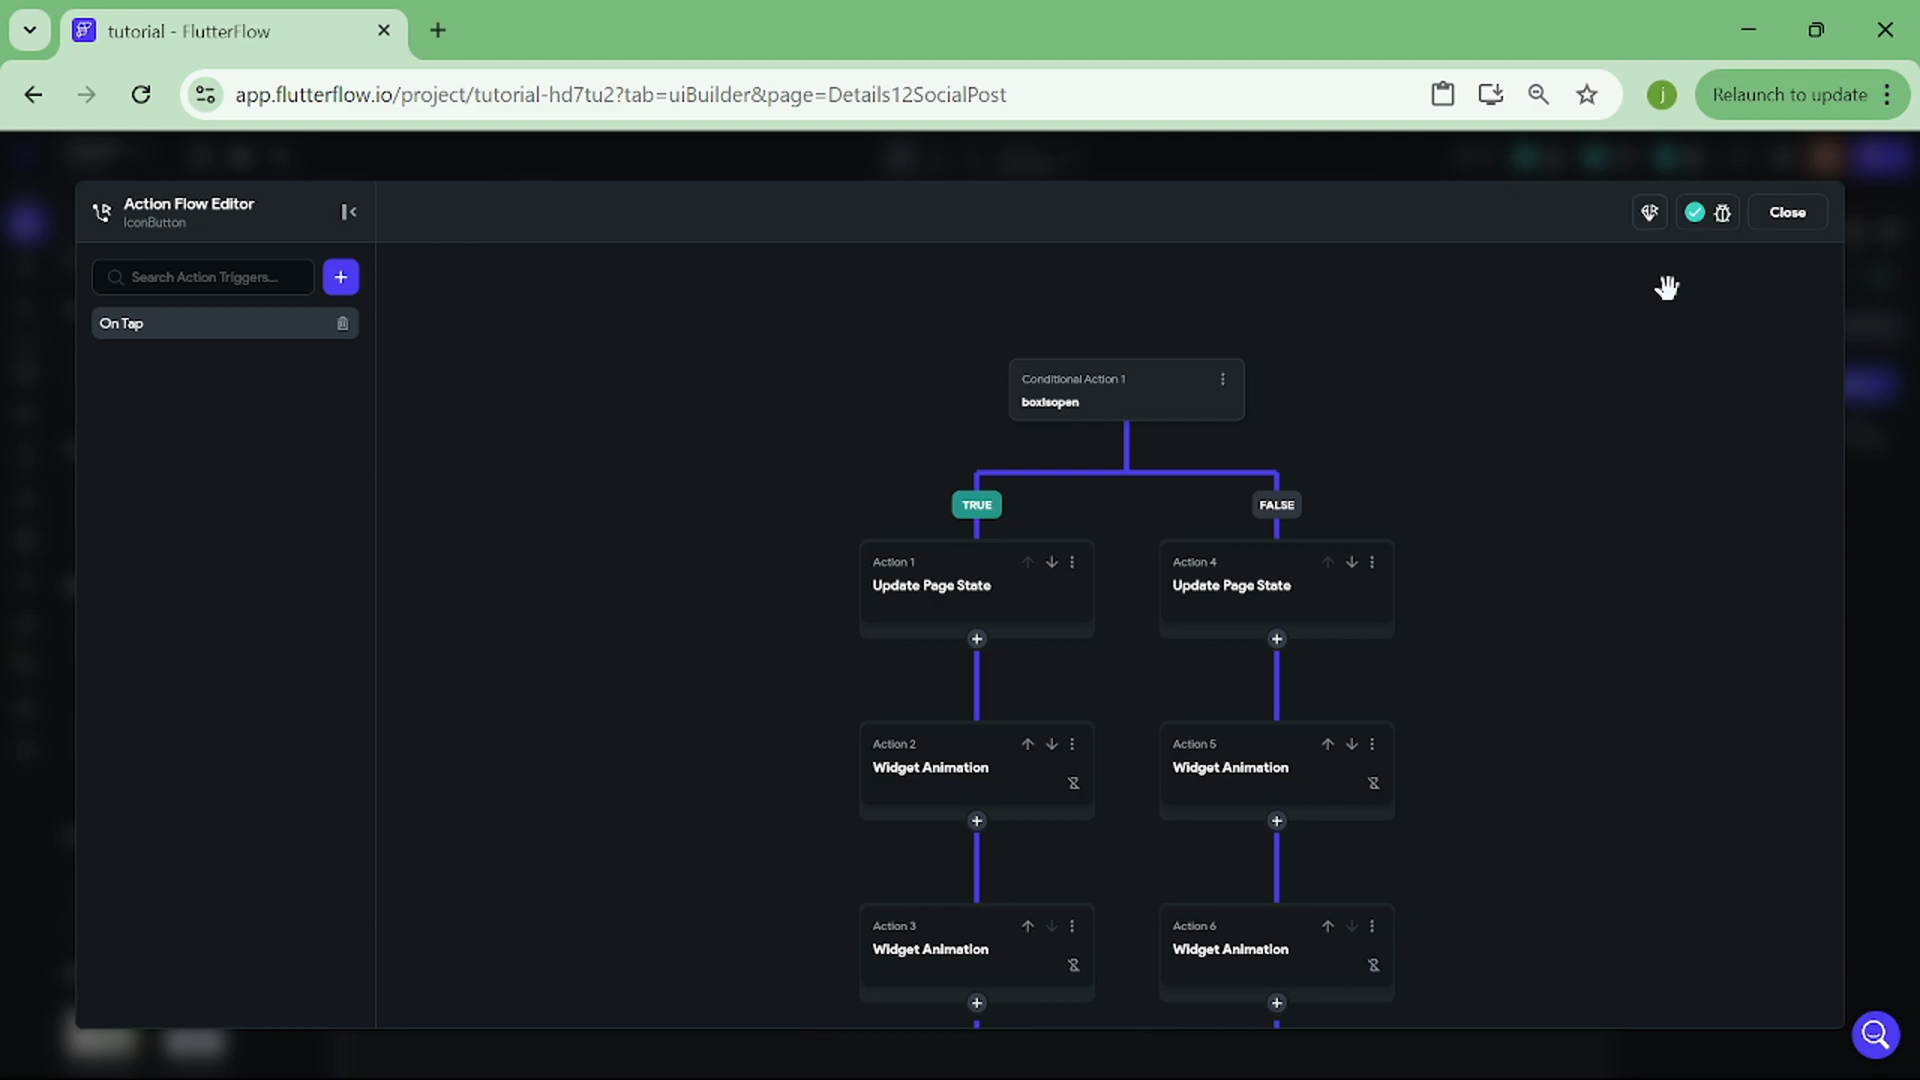 tutorial - FlutterFlow
app.flutterflow.io/project/tutorial-hd7tu2?tab=uiBuilder&page=Details12SocialPost
j
Relaunch to update
Action Flow Editor
IconButton
Close
Search Action Triggers...
On Tap
Conditional Action 1
boxisopen
TRUE
FALSE
Action 1
Update Page State
Action 4
Update Page State
Action 2
Widget Animation
Action 5
Widget Animation
Action 3
Widget Animation
Action 6
Widget Animation